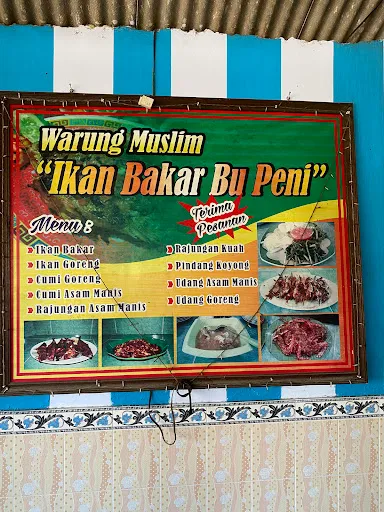 Warung Muslim
"Ikan Bakar Bu Peni"
Terima
Pesanan
Menu :
Ikan Bakar
Ikan Goreng
Cumi Goreng
Cumi Asam Manis
Rajungan Asam Manis
Rajungan Kuah
Pindang Koyong
Udang Asam Manis
Udang Goreng